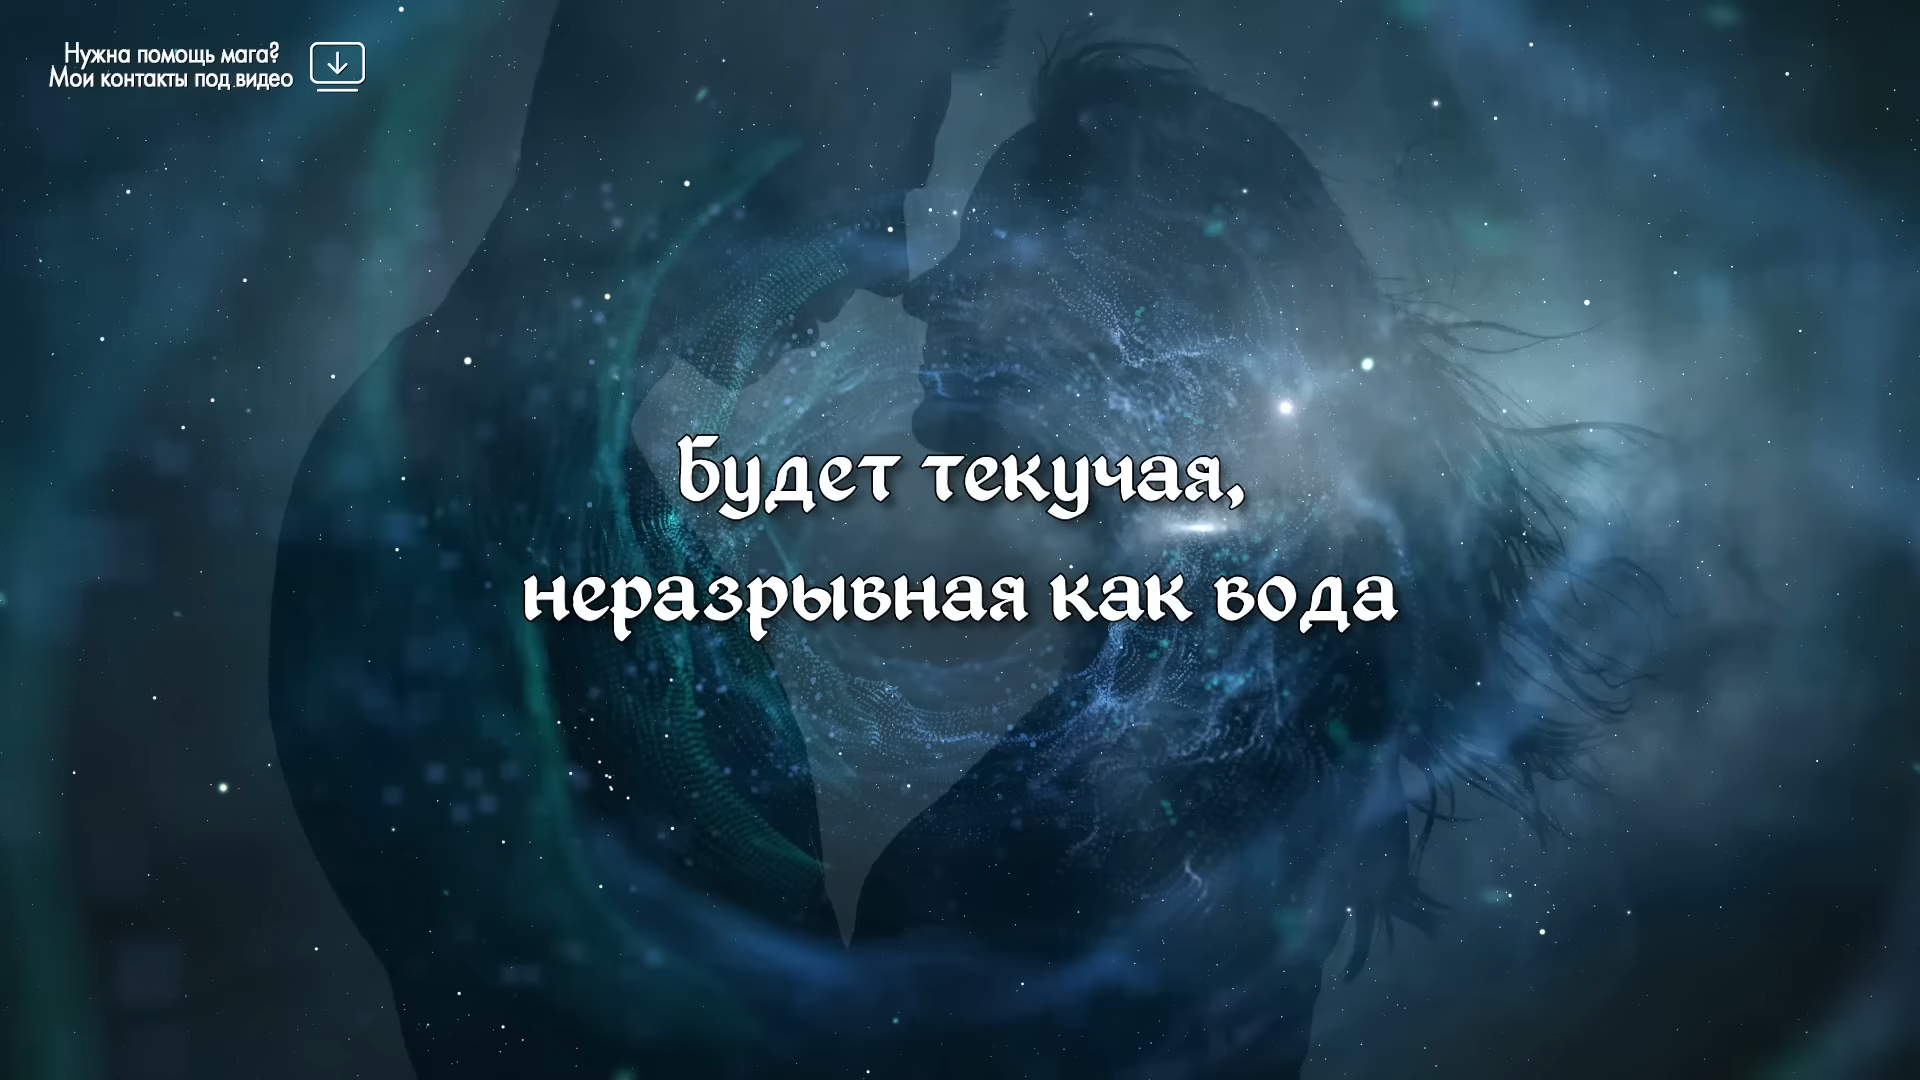 Нужна помощь мага?
Мои контакты под видео
Будет текучая,
неразрывная как вода